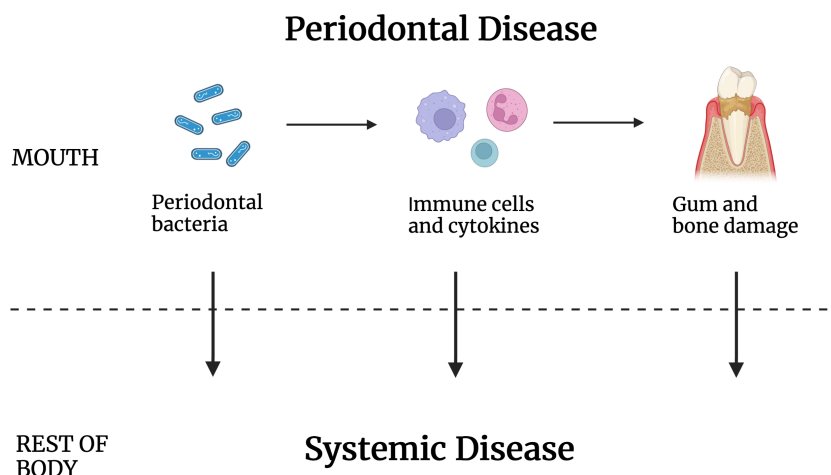 Periodontal Disease
MOUTH
Periodontal
bacteria
Immune cells
and cytokines
Gum and
bone damage
REST OF
BODY
Systemic Disease